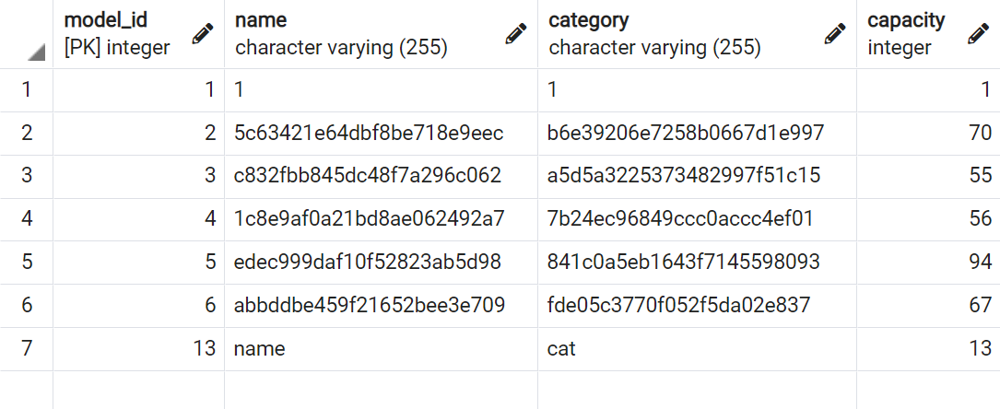 model_id name category capacity
[PK] integer character varying (255) character varying (255) integer
1 1 1 1 1
2 2 5c63421e64dbf8be718e9eec b6e39206e7258b0667d1e997 70
3 3 c832fbb845dc48f7a296c062 a5d5a3225373482997f51c15 55
4 4 1c8e9af0a21bd8ae062492a7 7b24ec96849ccc0accc4ef01 56
5 5 edec999daf10f52823ab5d98 841c0a5eb1643f7145598093 94
6 6 abbddbe459f21652bee3e709 fde05c3770f052f5da02e837 67
7 13 name cat 13